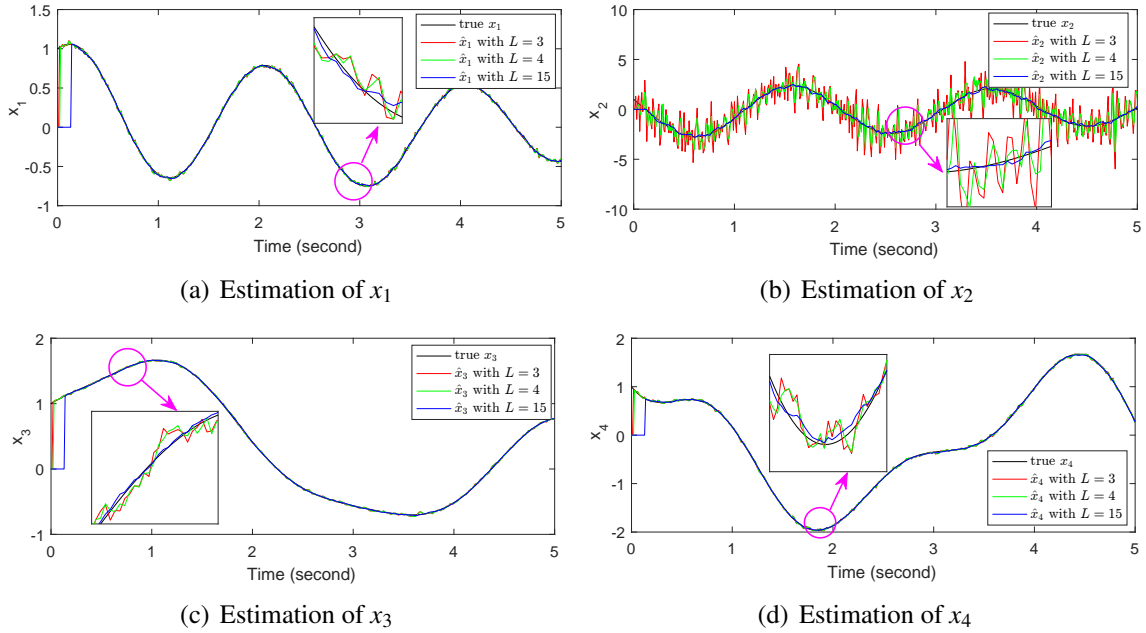 1.5
1
0.5
0
-0.5
-1
x₁
true x₁
x̂₁ with L = 3
x̂₁ with L = 4
x̂₁ with L = 15
0 1 2 3 4 5
Time (second)
(a) Estimation of x₁
10
5
0
-5
-10
x₂
true x₂
x̂₂ with L = 3
x̂₂ with L = 4
x̂₂ with L = 15
0 1 2 3 4 5
Time (second)
(b) Estimation of x₂
2
1
0
-1
x₃
true x₃
x̂₃ with L = 3
x̂₃ with L = 4
x̂₃ with L = 15
0 1 2 3 4 5
Time (second)
(c) Estimation of x₃
2
1
0
-1
-2
x₄
true x₄
x̂₄ with L = 3
x̂₄ with L = 4
x̂₄ with L = 15
0 1 2 3 4 5
Time (second)
(d) Estimation of x₄